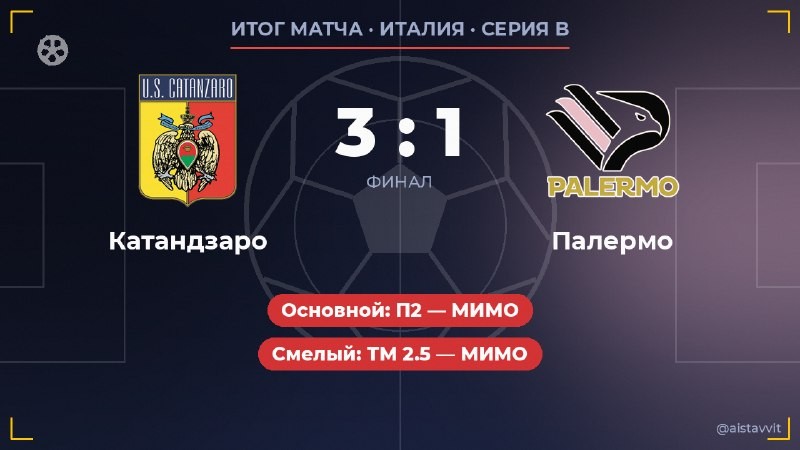 ИТОГ МАТЧА · ИТАЛИЯ · СЕРИЯ B
U.S. CATANZARO
3 : 1
ФИНАЛ
PALERMO
Катандзаро
Палермо
Основной: П2 — МИМО
Смелый: ТМ 2.5 — МИМО
@aistavvit